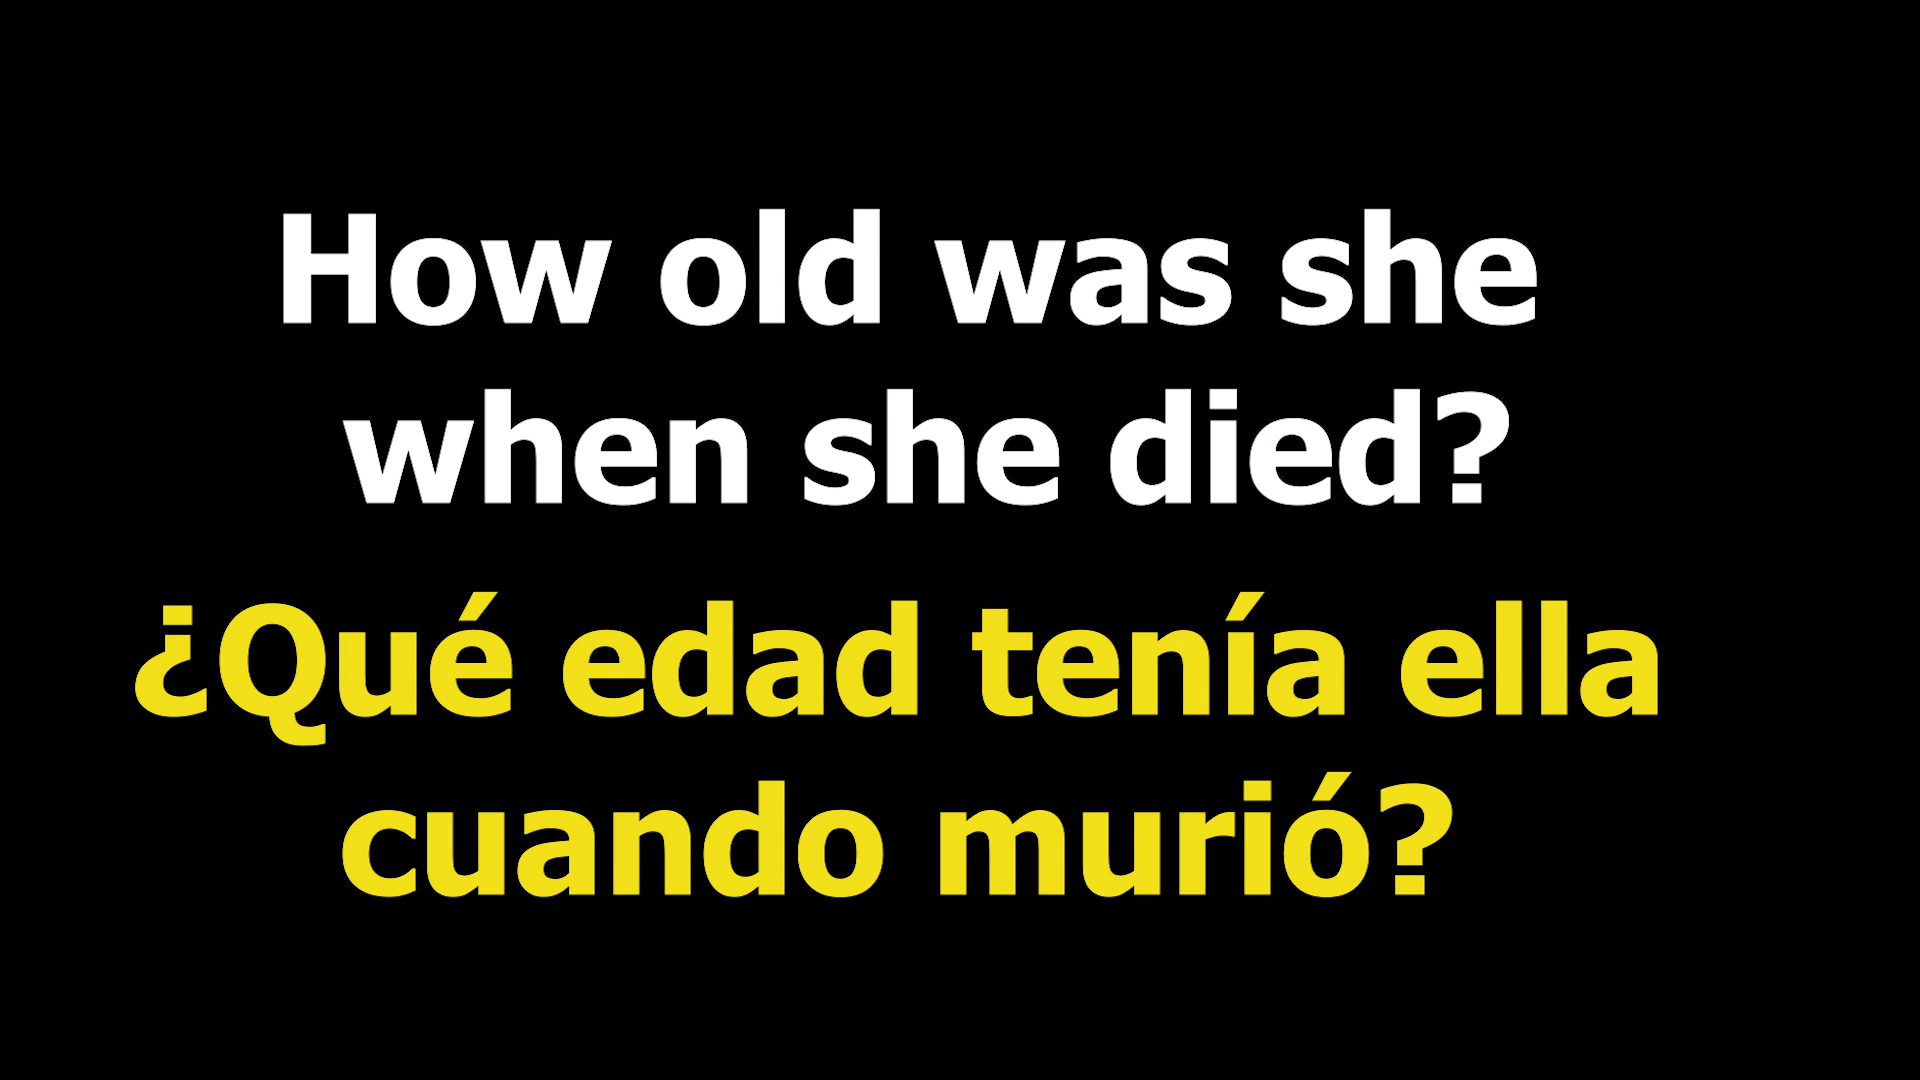 How old was she
when she died?
¿Qué edad tenía ella
cuando murió?